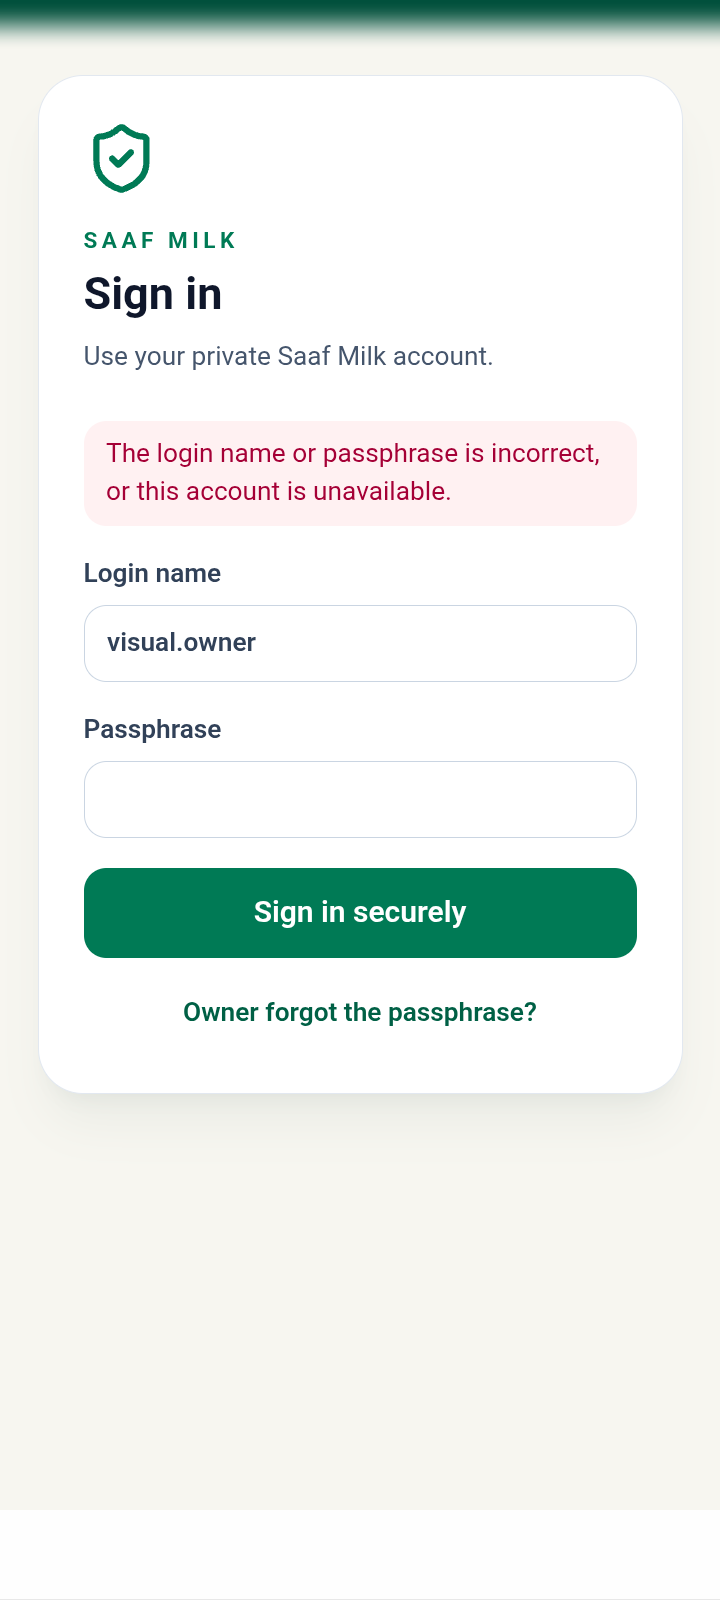 SAAF MILK
Sign in
Use your private Saaf Milk account.
The login name or passphrase is incorrect,
or this account is unavailable.
Login name
visual.owner
Passphrase
Sign in securely
Owner forgot the passphrase?